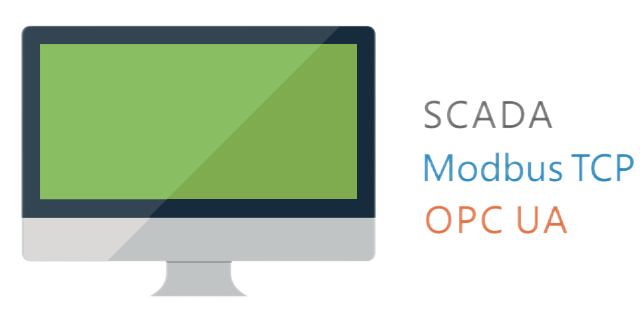 SCADA
Modbus TCP
OPC UA